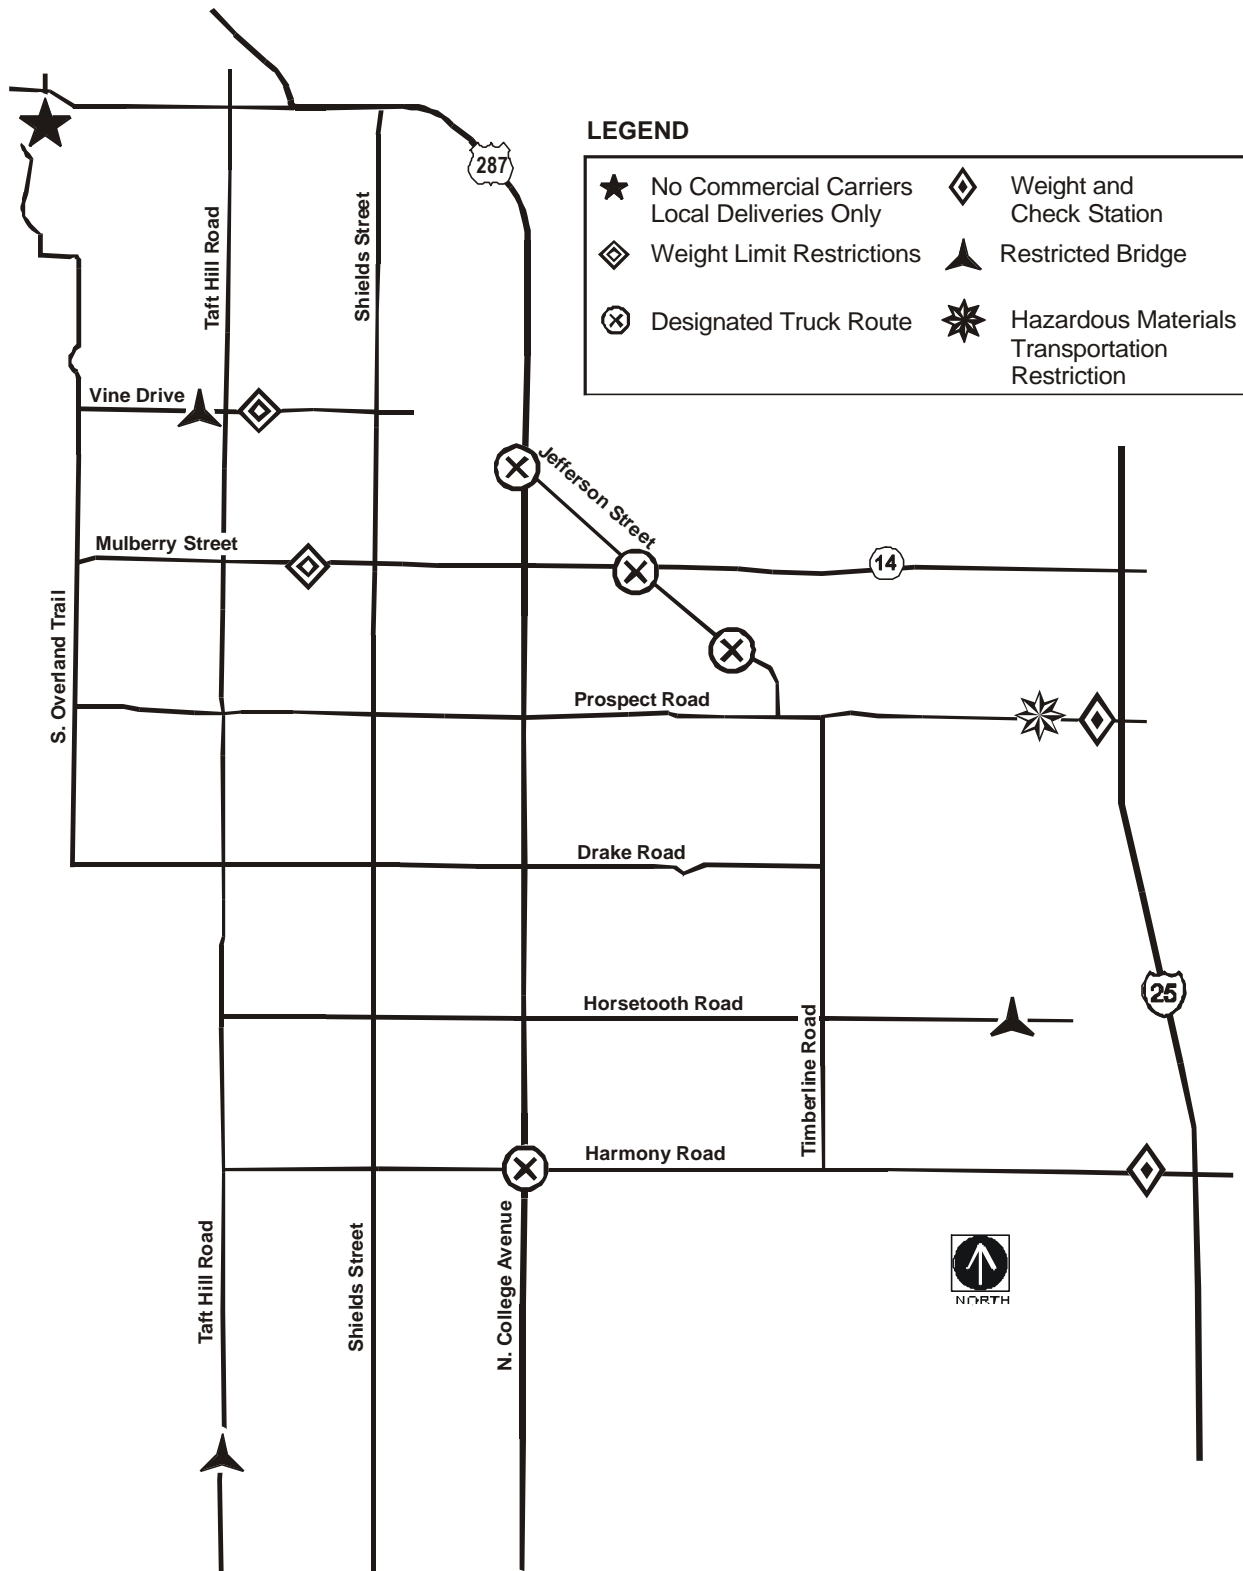 287
LEGEND
No Commercial Carriers
Local Deliveries Only
Weight and
Check Station
Weight Limit Restrictions
Restricted Bridge
Designated Truck Route
Hazardous Materials
Transportation
Restriction
Taft Hill Road
Shields Street
Vine Drive
Jefferson Street
Mulberry Street
14
S. Overland Trail
Prospect Road
Drake Road
25
Horsetooth Road
Timberline Road
Harmony Road
Taft Hill Road
Shields Street
N. College Avenue
NORTH